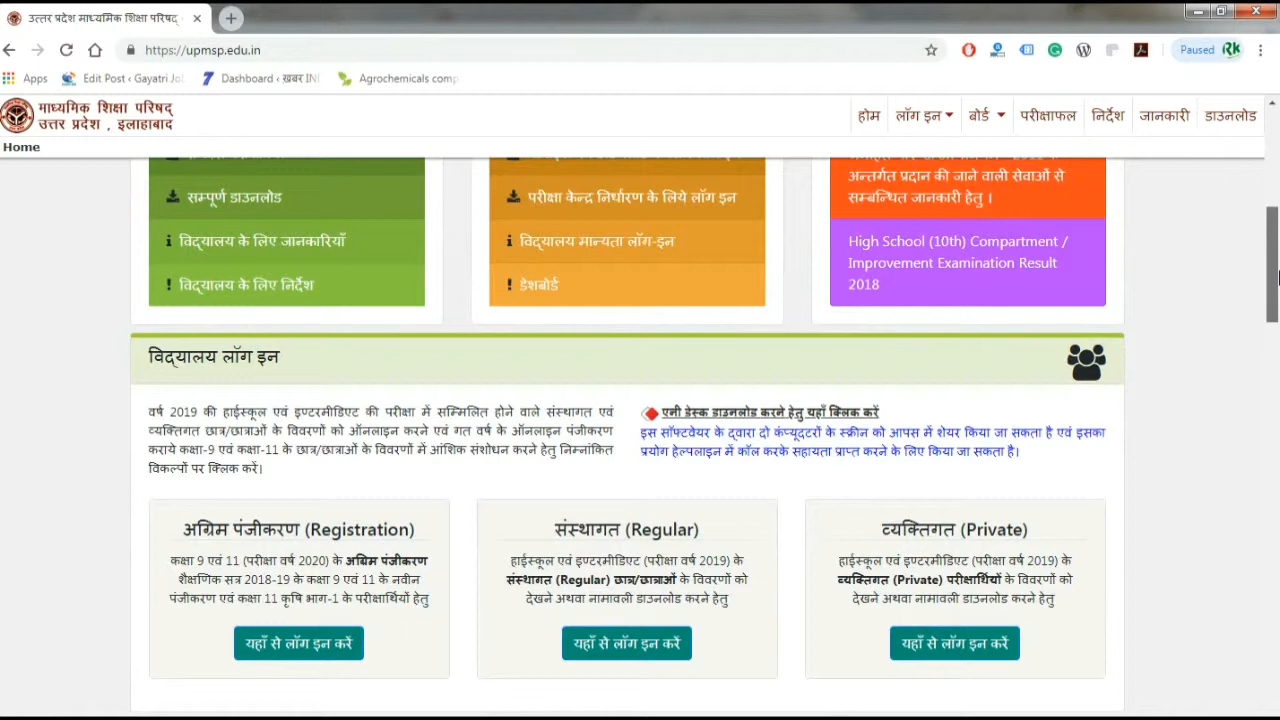 उत्तर प्रदेश माध्यमिक शिक्षा परिषद्
https://upmsp.edu.in
Paused
Apps
Edit Post ‹ Gayatri Jo
Dashboard ‹ ख़बर INI
Agrochemicals comp
माध्यमिक शिक्षा परिषद्
उत्तर प्रदेश , इलाहाबाद
होम
लॉग इन
बोर्ड
परीक्षाफल
निर्देश
जानकारी
डाउनलोड
Home
सम्पूर्ण डाउनलोड
विद्यालय के लिए जानकारियाँ
विद्यालय के लिए निर्देश
परीक्षा केन्द्र निर्धारण के लिये लॉग इन
विद्यालय मान्यता लॉग-इन
डेशबोर्ड
अन्तर्गत प्रदान की जाने वाली सेवाओं से
सम्बन्धित जानकारी हेतु ।
High School (10th) Compartment /
Improvement Examination Result
2018
विद्यालय लॉग इन
वर्ष 2019 की हाईस्कूल एवं इण्टरमीडिएट की परीक्षा में सम्मिलित होने वाले संस्थागत एवं
व्यक्तिगत छात्र/छात्राओं के विवरणों को ऑनलाइन करने एवं गत वर्ष के ऑनलाइन पंजीकरण
कराये कक्षा-9 एवं कक्षा-11 के छात्र/छात्राओं के विवरणों में आंशिक संशोधन करने हेतु निम्नांकित
विकल्पों पर क्लिक करें।
एनी डेस्क डाउनलोड करने हेतु यहाँ क्लिक करें
इस सॉफ्टवेयर के द्वारा दो कंप्यूटरों के स्क्रीन को आपस में शेयर किया जा सकता है एवं इसका
प्रयोग हेल्पलाइन में कॉल करके सहायता प्राप्त करने के लिए किया जा सकता है।
अग्रिम पंजीकरण (Registration)
कक्षा 9 एवं 11 (परीक्षा वर्ष 2020) के अग्रिम पंजीकरण
शैक्षणिक सत्र 2018-19 के कक्षा 9 एवं 11 के नवीन
पंजीकरण एवं कक्षा 11 कृषि भाग-1 के परीक्षार्थियों हेतु
यहाँ से लॉग इन करें
संस्थागत (Regular)
हाईस्कूल एवं इण्टरमीडिएट (परीक्षा वर्ष 2019) के
संस्थागत (Regular) छात्र/छात्राओं के विवरणों को
देखने अथवा नामावली डाउनलोड करने हेतु
यहाँ से लॉग इन करें
व्यक्तिगत (Private)
हाईस्कूल एवं इण्टरमीडिएट (परीक्षा वर्ष 2019) के
व्यक्तिगत (Private) परीक्षार्थियों के विवरणों को
देखने अथवा नामावली डाउनलोड करने हेतु
यहाँ से लॉग इन करें